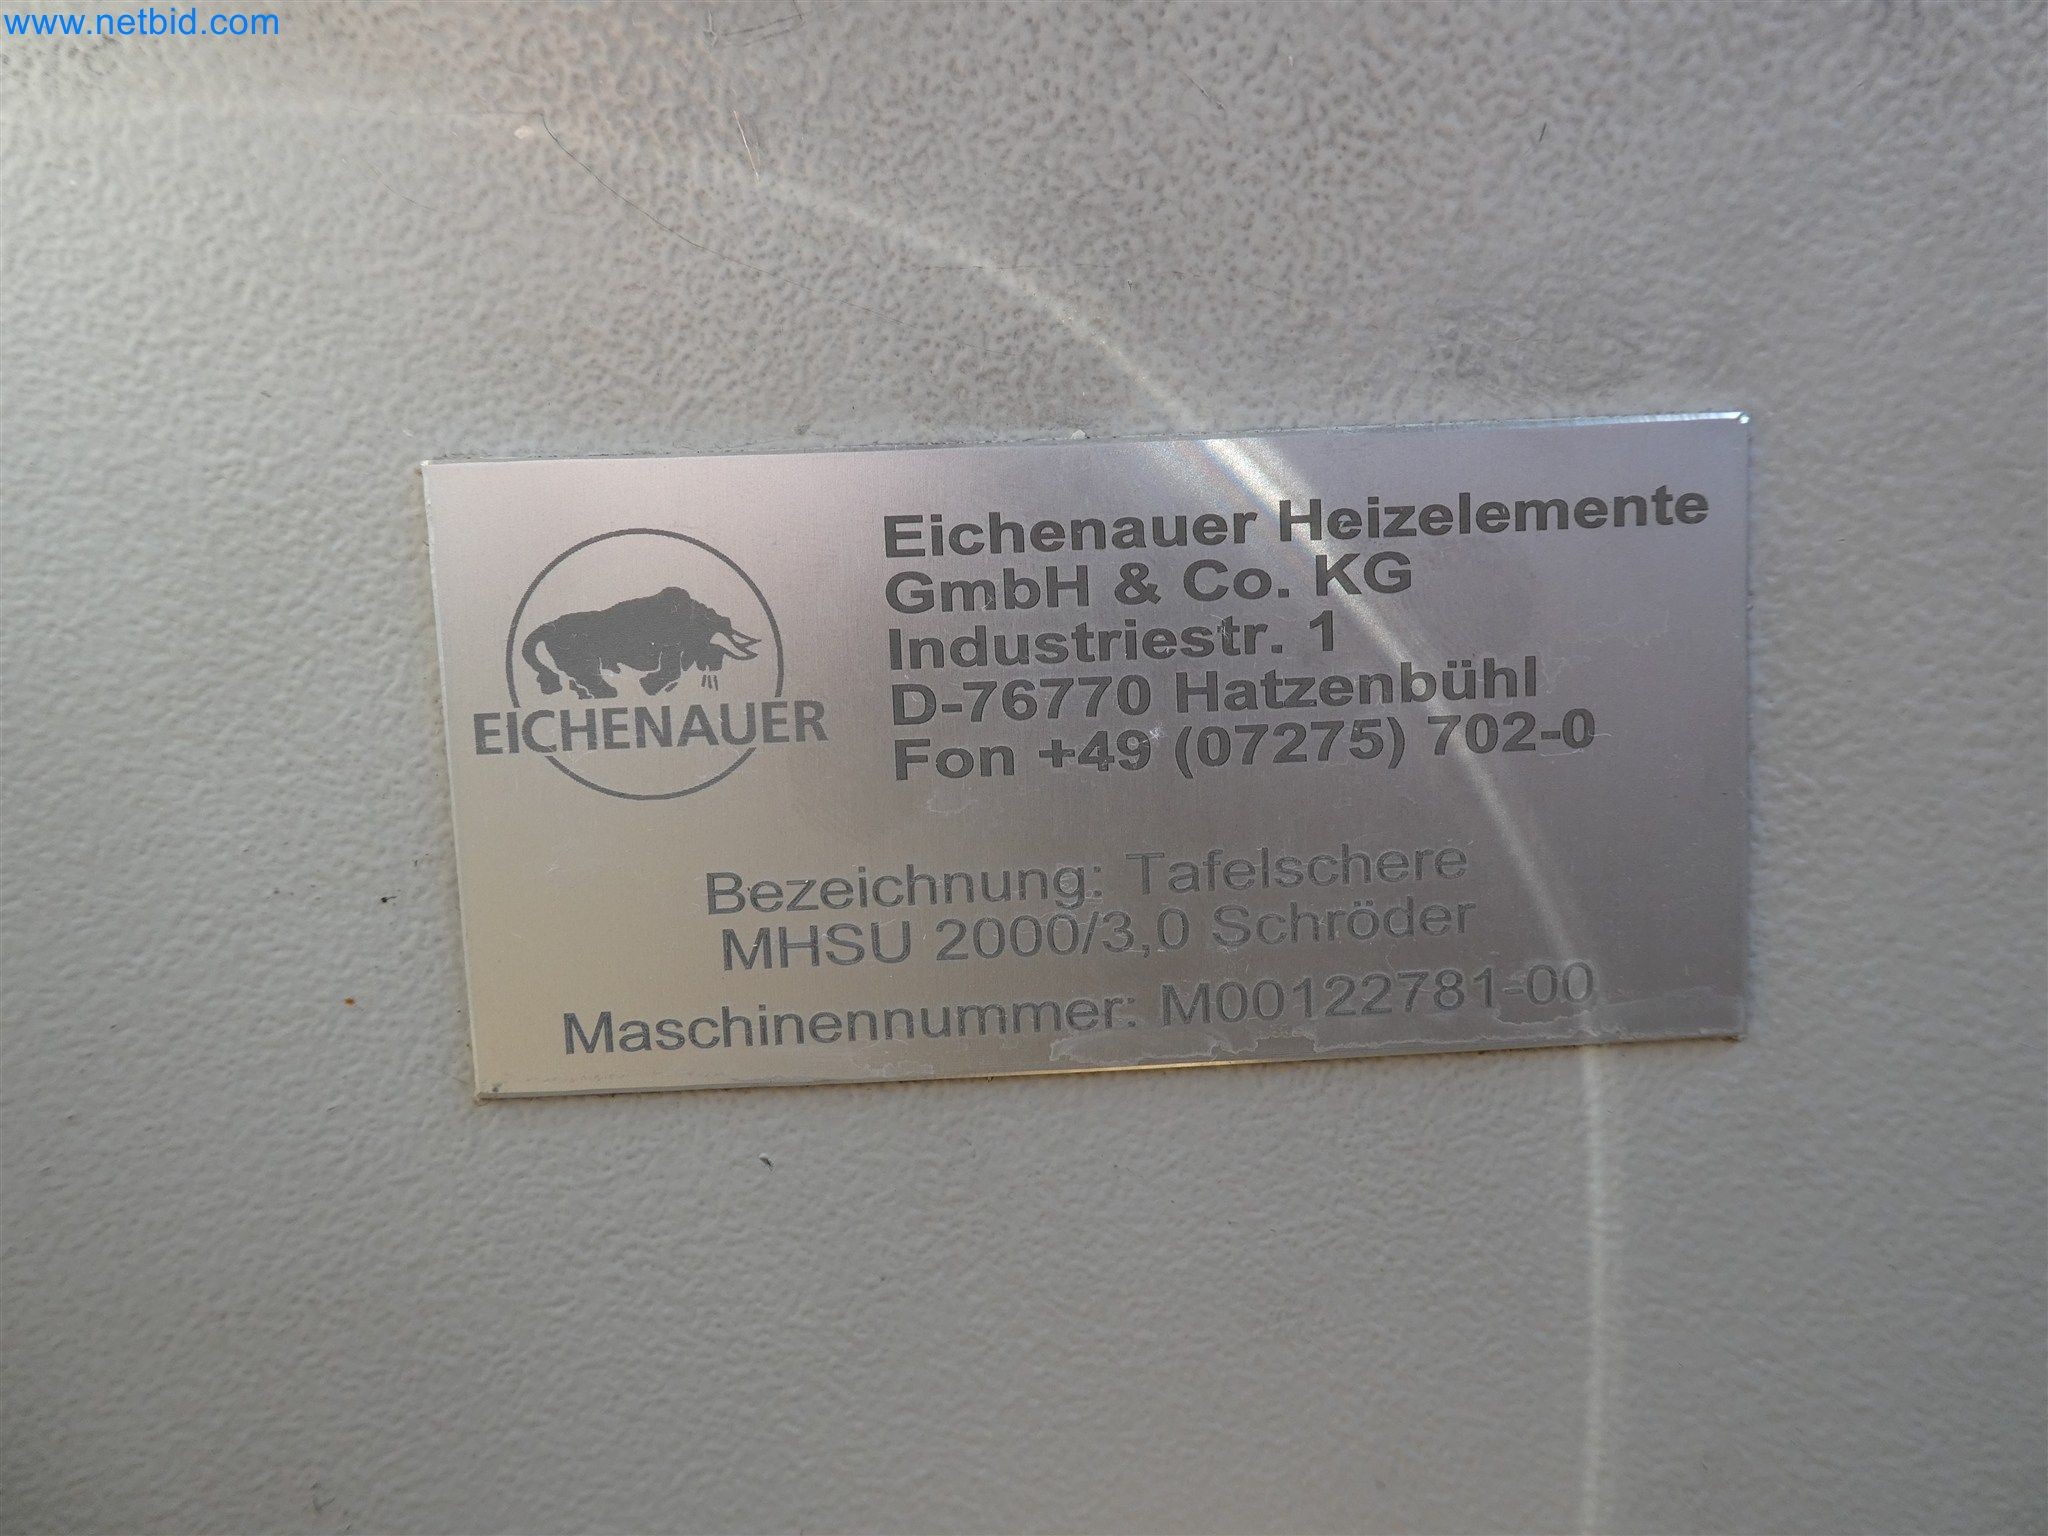 www.netbid.com
EICHENAUER
Eichenauer Heizelemente
GmbH & Co. KG
Industriestr. 1
D-76770 Hatzenbühl
Fon +49 (07275) 702-0
Bezeichnung: Tafelschere
MHSU 2000/3,0 Schröder
Maschinennummer: M00122781-00